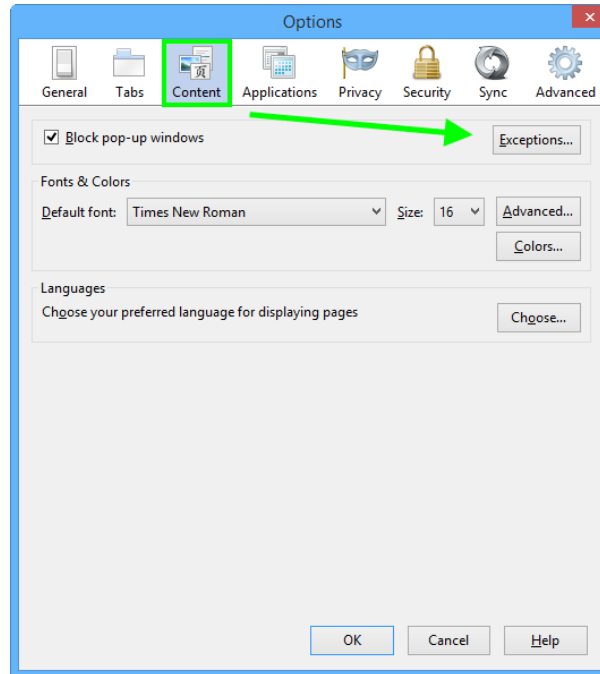 Options
General Tabs Content Applications Privacy Security Sync Advanced
Block pop-up windows Exceptions...
Fonts & Colors
Default font: Times New Roman Size: 16 Advanced...
Colors...
Languages
Choose your preferred language for displaying pages Choose...
OK Cancel Help